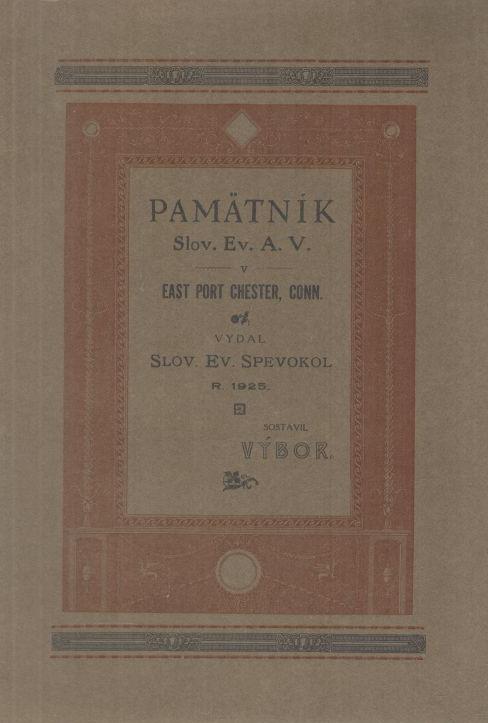 PAMÄTNÍK
Slov. Ev. A. V.
v
EAST PORT CHESTER, CONN.
VYDAL
SLOV. EV. SPEVOKOL
R. 1925.
SOSTAVIL
VÝBOR.